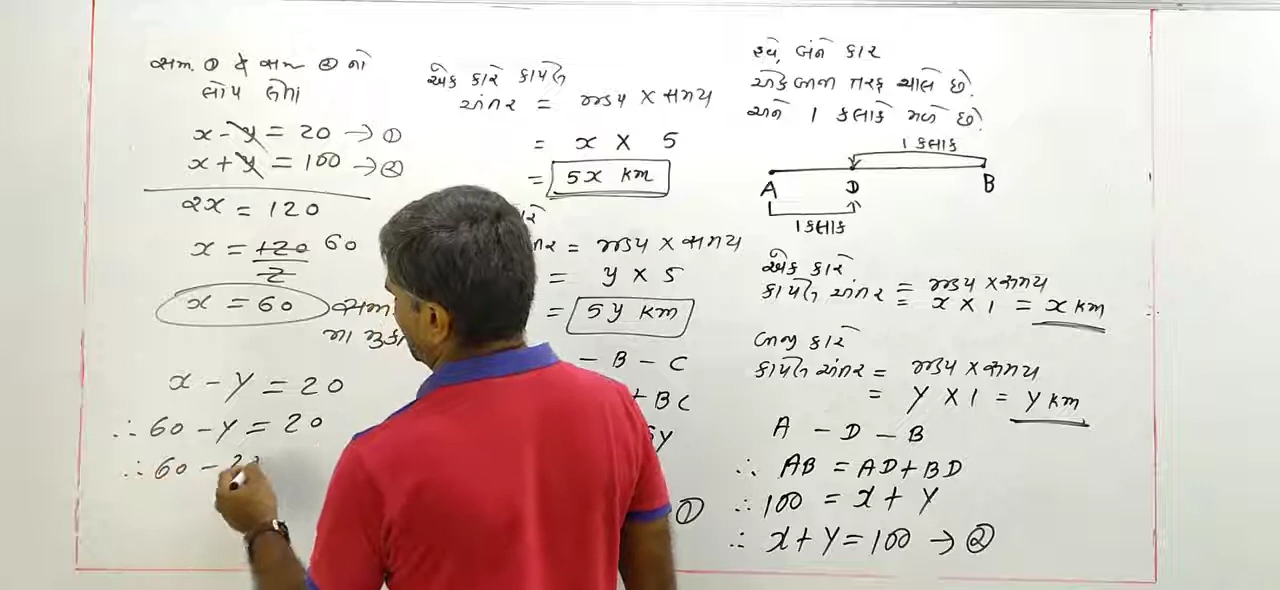 સમ. ① ને સમ ② નો
લોપ લેતા
x - y = 20 → ①
x + y = 100 → ②
2x = 120
x = 120/2 60
x = 60
સમ
મા મુક
x - y = 20
∴ 60 - y = 20
∴ 60 - 2
એક કારે કાપેલ
અંતર = ઝડપ × સમય
= x × 5
= 5x km
કારે
તર = ઝડપ × સમય
= y × 5
= 5y km
- B - C
+ BC
5y
①
હવે, બંને કાર
એકબીજા તરફ ચાલે છે.
અને 1 કલાકે મળે છે.
1 કલાક
A D B
1 કલાક
એક કારે
કાપેલ અંતર = ઝડપ × સમય
= x × 1 = x km
બીજી કારે
કાપેલ અંતર = ઝડપ × સમય
= y × 1 = y km
A - D - B
∴ AB = AD + BD
∴ 100 = x + y
∴ x + y = 100 → ②